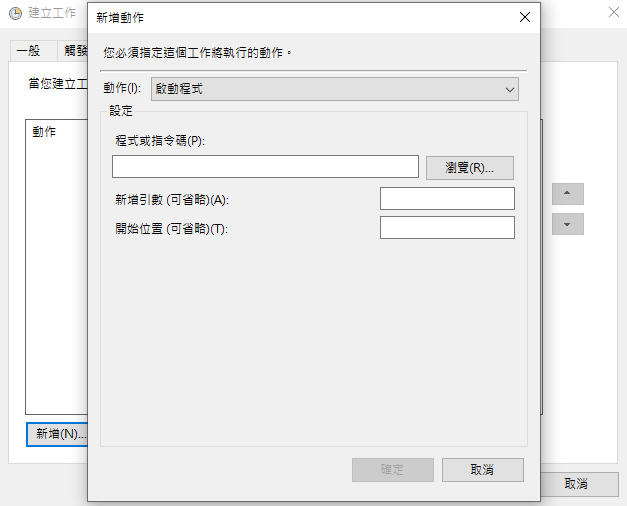 建立工作
新增動作
您必須指定這個工作將執行的動作。
一般
觸發
動作(I):
啟動程式
當您建立工
設定
動作
程式或指令碼(P):
瀏覽(R)...
新增引數 (可省略)(A):
開始位置 (可省略)(T):
新增(N)...
確定
取消
取消